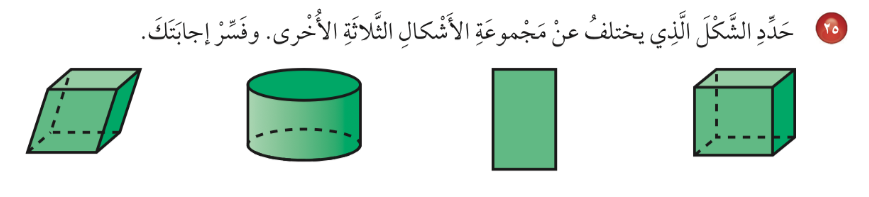 ٢٥ حَدِّدِ الشَّكْلَ الَّذِي يختلفُ عنْ مَجْموعَةِ الأَشْكالِ الثَّلاثَةِ الأُخْرى. وفَسِّرْ إجابَتَكَ.